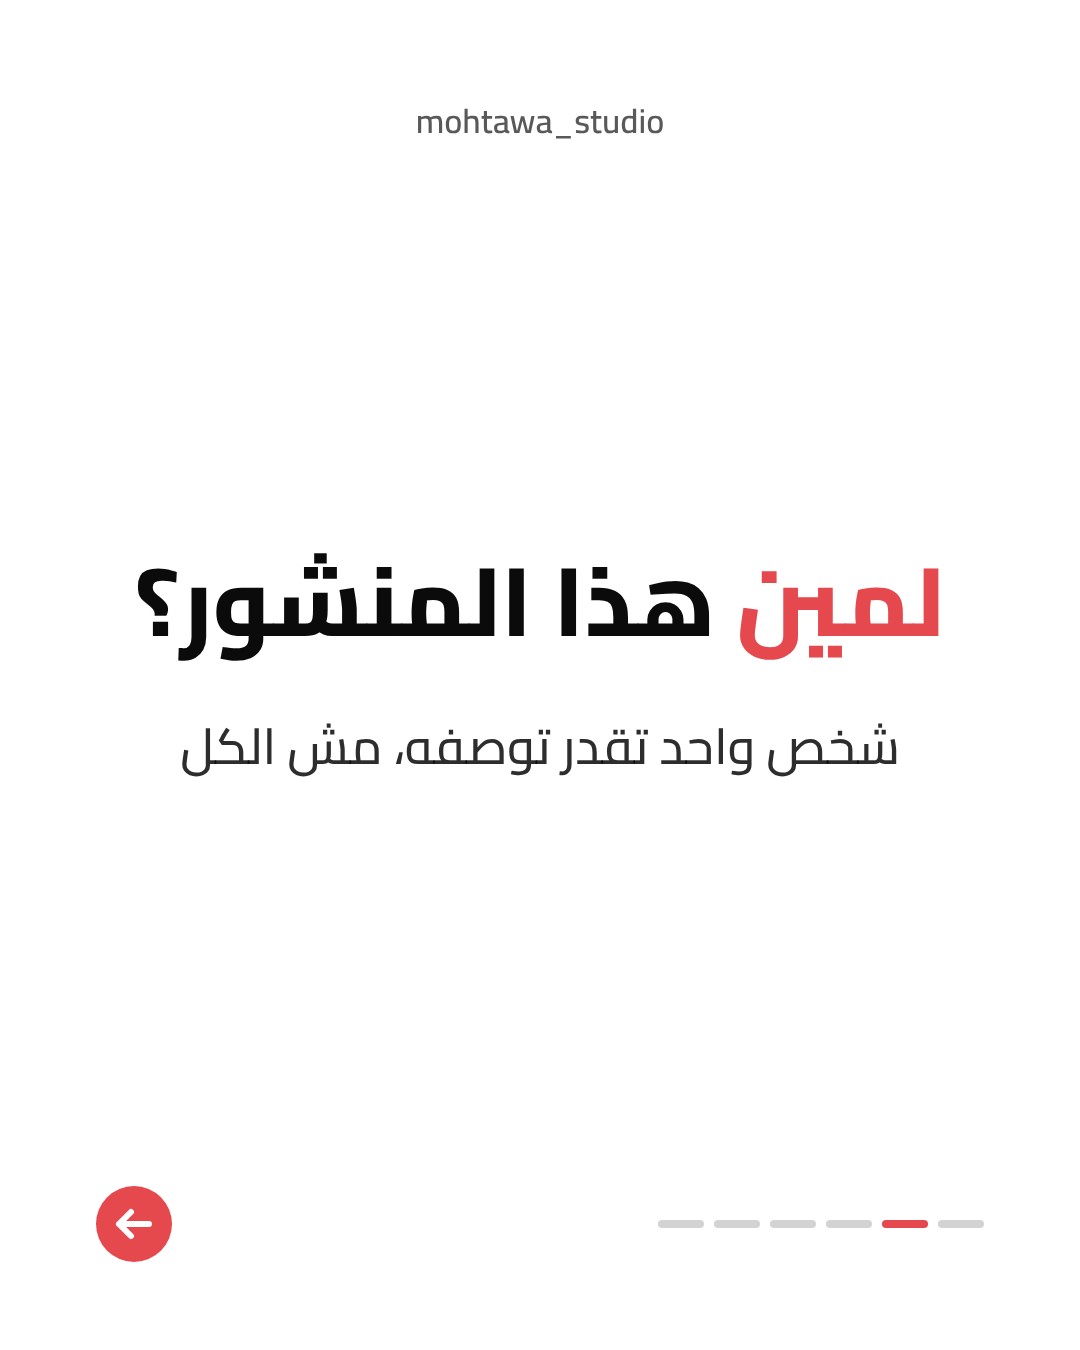 mohtawa_studio
لمين هذا المنشور؟
شخص واحد تقدر توصفه، مش الكل